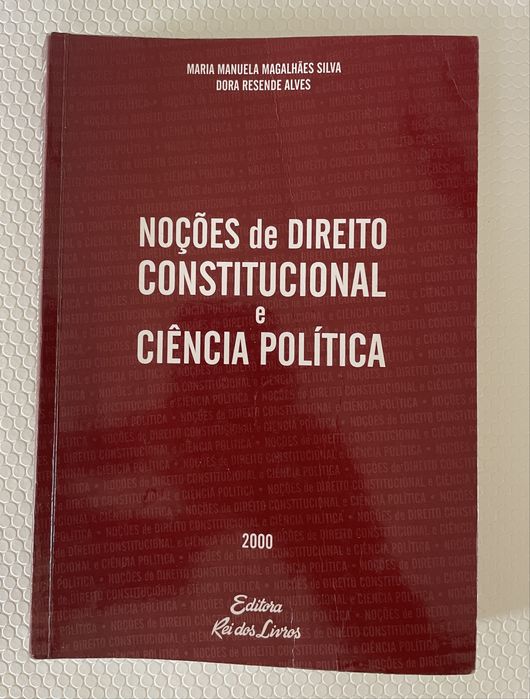 MARIA MANUELA MAGALHÃES SILVA
DORA RESENDE ALVES
NOÇÕES de DIREITO
CONSTITUCIONAL
e
CIÊNCIA POLÍTICA
2000
Editora
Rei dos Livros